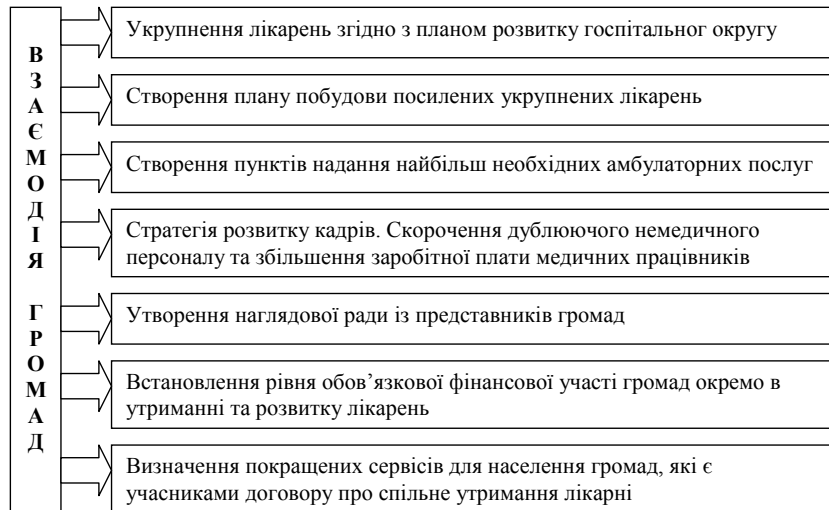 ВЗАЄМОДІЯ ГРОМАД
Укрупнення лікарень згідно з планом розвитку госпітального округу
Створення плану побудови посилених укрупнених лікарень
Створення пунктів надання найбільш необхідних амбулаторних послуг
Стратегія розвитку кадрів. Скорочення дублюючого немедичного
персоналу та збільшення заробітної плати медичних працівників
Утворення наглядової ради із представників громад
Встановлення рівня обов’язкової фінансової участі громад окремо в
утриманні та розвитку лікарень
Визначення покращених сервісів для населення громад, які є
учасниками договору про спільне утримання лікарні